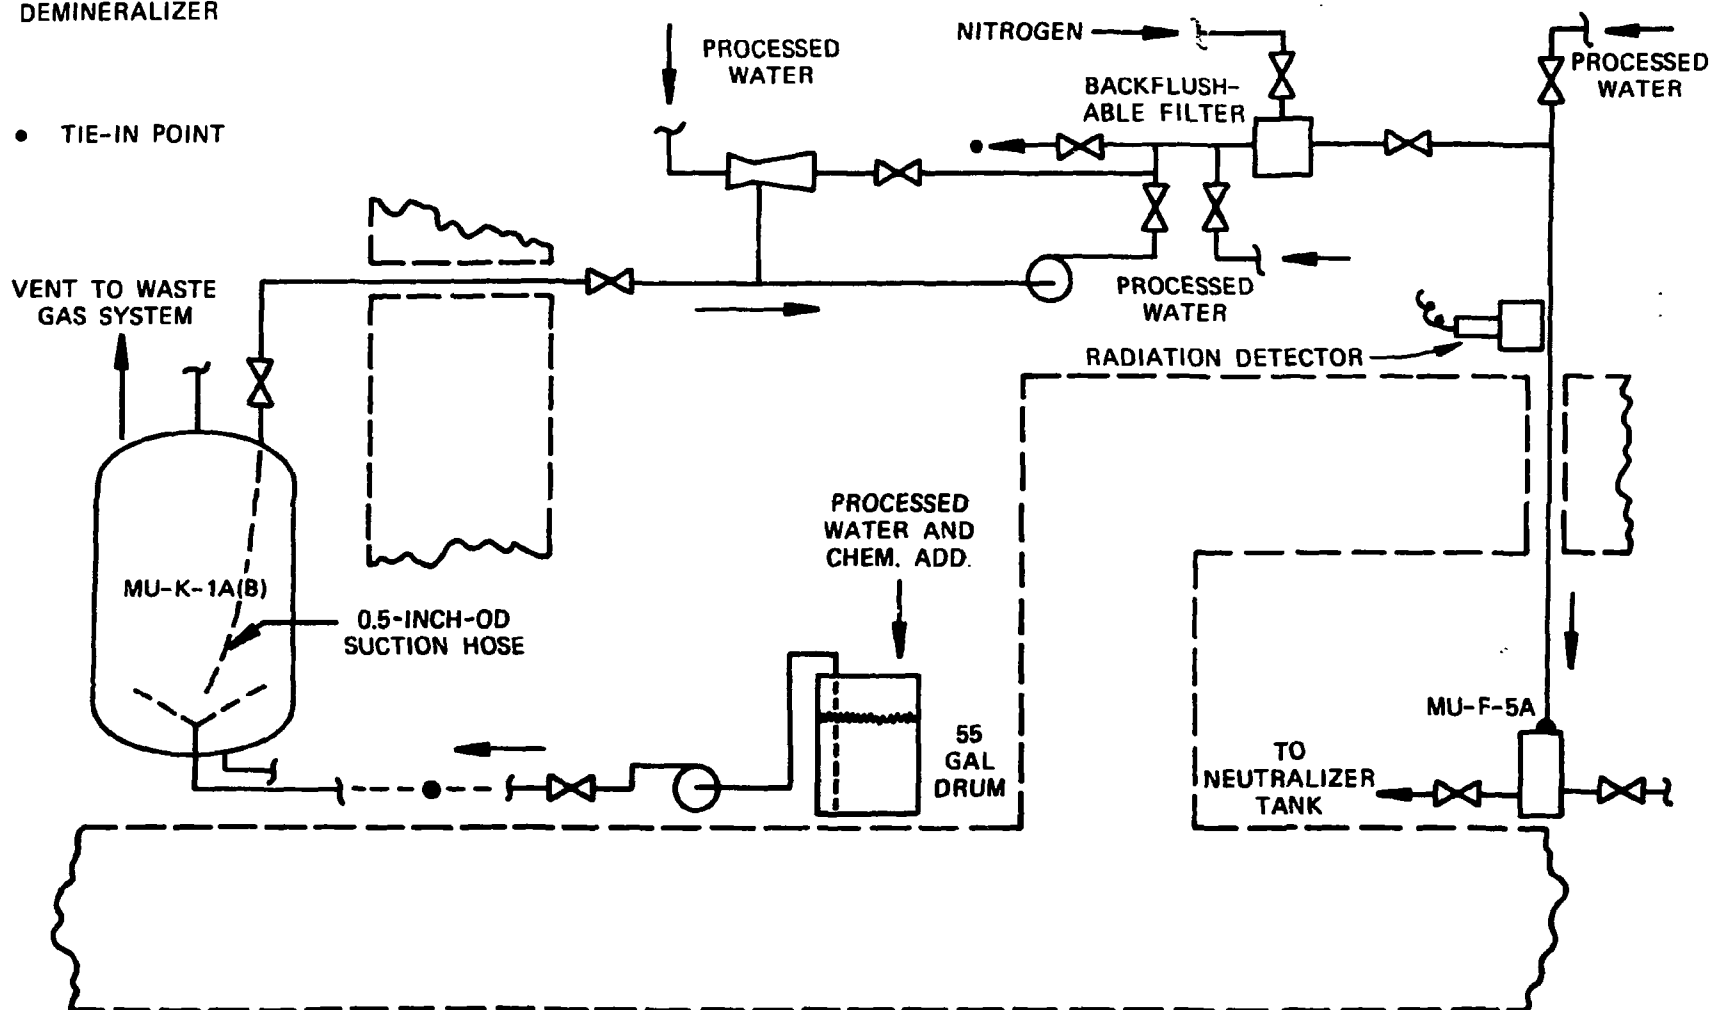 DEMINERALIZER
• TIE-IN POINT
PROCESSED
WATER
NITROGEN
BACKFLUSH-
ABLE FILTER
PROCESSED
WATER
VENT TO WASTE
GAS SYSTEM
PROCESSED
WATER
RADIATION DETECTOR
MU-K-1A(B)
0.5-INCH-OD
SUCTION HOSE
PROCESSED
WATER AND
CHEM. ADD.
55
GAL
DRUM
MU-F-5A
TO
NEUTRALIZER
TANK